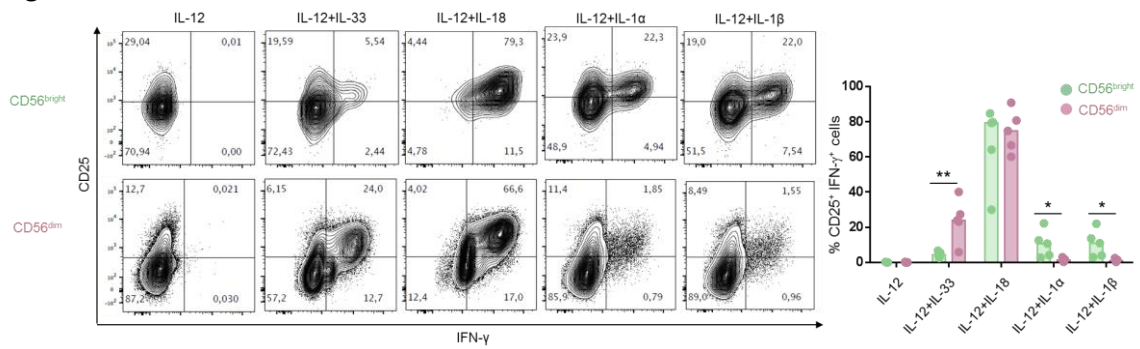 IL-12 IL-12+IL-33 IL-12+IL-18 IL-12+IL-1α IL-12+IL-1β
29,04 0,01 19,59 5,54 4,44 79,3 23,9 22,3 19,0 22,0
CD56bright
70,94 0,00 72,43 2,44 4,78 11,5 48,9 4,94 51,5 7,54
CD25
12,7 0,021 6,15 24,0 4,02 66,6 11,4 1,85 8,49 1,55
CD56dim
87,2 0,030 57,2 12,7 12,4 17,0 85,9 0,79 89,0 0,96
IFN-γ
% CD25+ IFN-γ+ cells
100
80
60
40
20
0
CD56bright
CD56dim
** * *
IL-12 IL-12+IL-33 IL-12+IL-18 IL-12+IL-1α IL-12+IL-1β